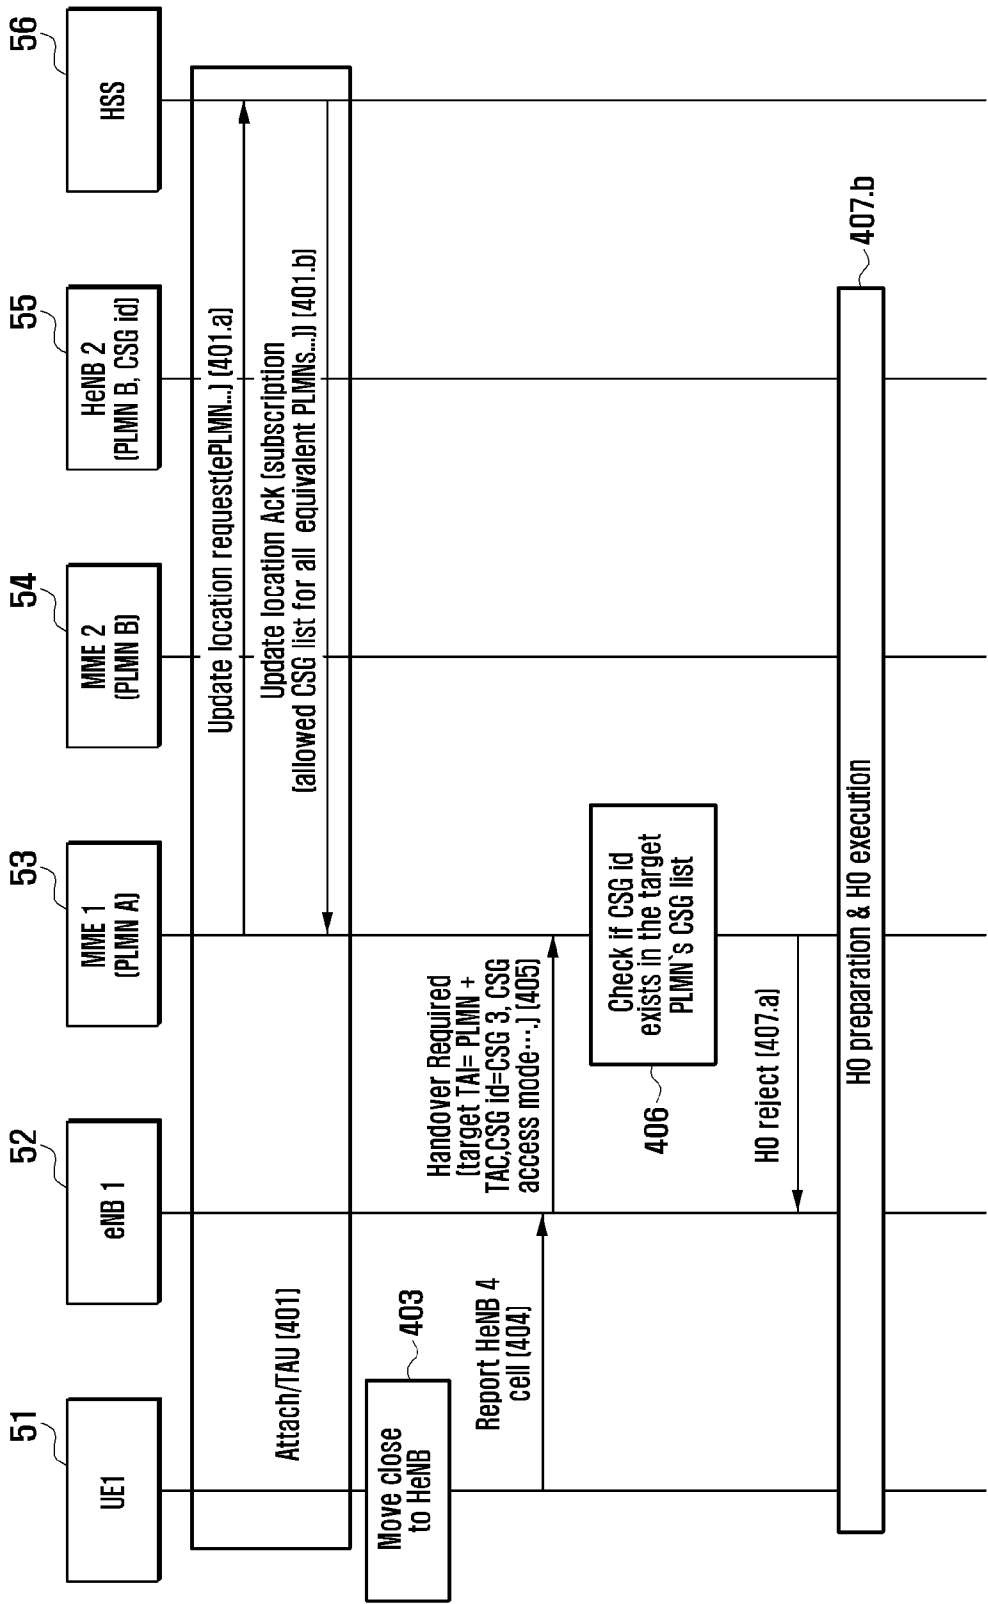 51
52
53
54
55
56
UE1
eNB 1
MME 1
(PLMN A)
MME 2
(PLMN B)
HeNB 2
(PLMN B, CSG id)
HSS
Attach/TAU (401)
Update location request(ePLMN...) (401.a)
Update location Ack (subscription
(allowed CSG list for all equivalent PLMNs...)) (401.b)
Move close
to HeNB
403
Report HeNB 4
cell (404)
Handover Required
(target TAI= PLMN +
TAC,CSG id=CSG 3, CSG
access mode···.) (405)
Check if CSG id
exists in the target
PLMN`s CSG list
406
HO reject (407.a)
HO preparation & HO execution
407.b